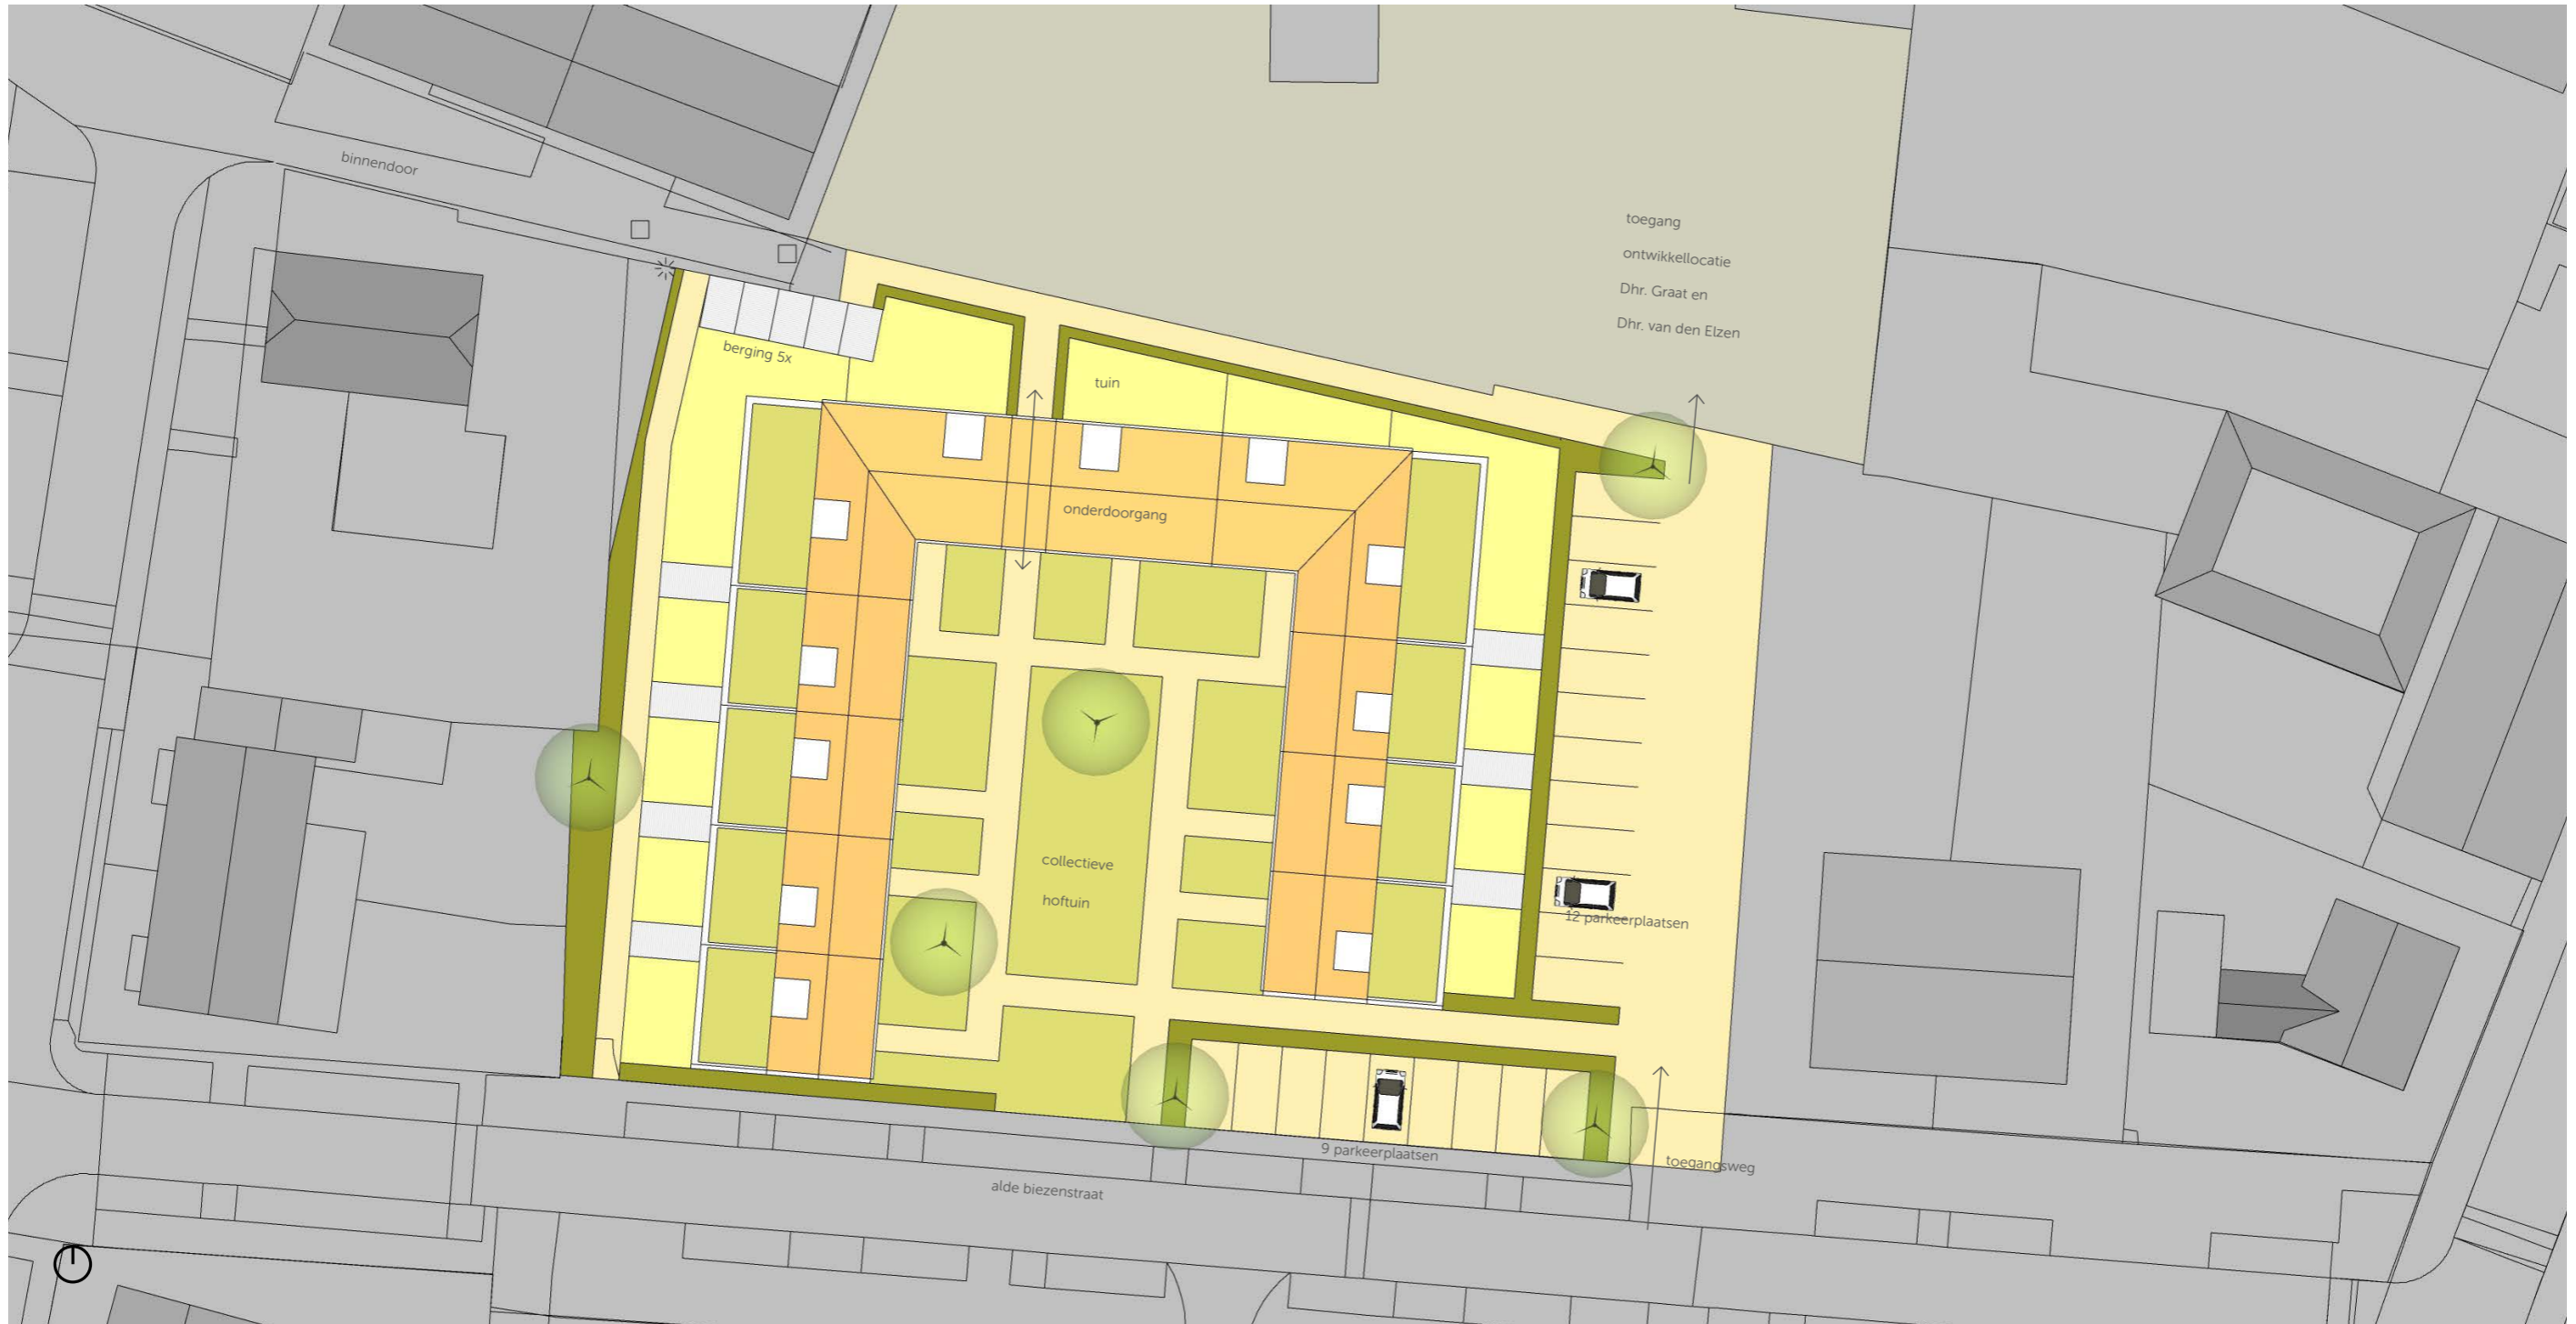 binnendoor
toegang
ontwikkellocatie
Dhr. Graat en
Dhr. van den Elzen
berging 5x
tuin
onderdoorgang
collectieve
hoftuin
12 parkeerplaatsen
9 parkeerplaatsen
toegangsweg
alde biezenstraat